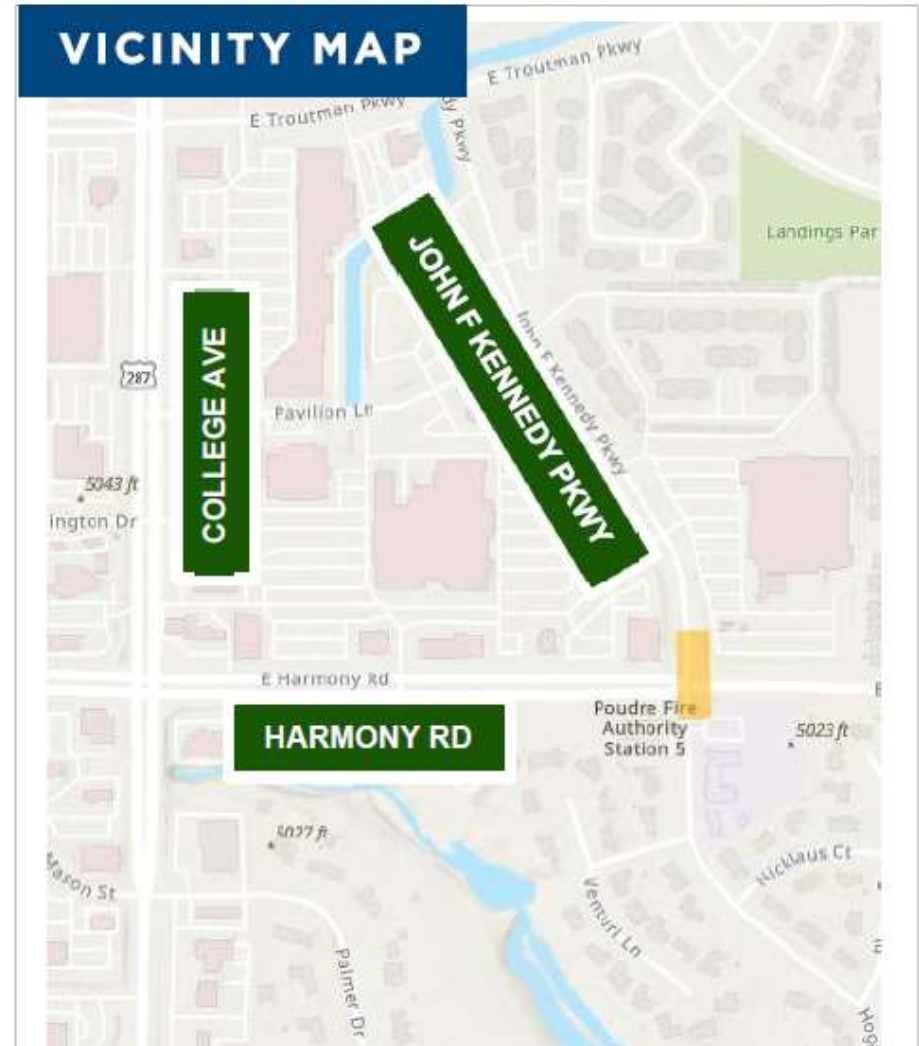 VICINITY MAP
E Troutman Pkwy
E Troutman Pkwy
dy Pkwy
Landings Par
JOHN F KENNEDY PKWY
John F Kennedy Pkwy
287
COLLEGE AVE
Pavilion Ln
5043 ft
ington Dr
E Harmony Rd
HARMONY RD
Poudre Fire
Authority
Station 5
5023 ft
5027 ft
Mason St
Nicklaus Ct
Venturi Ln
Palmer Dr
Hog